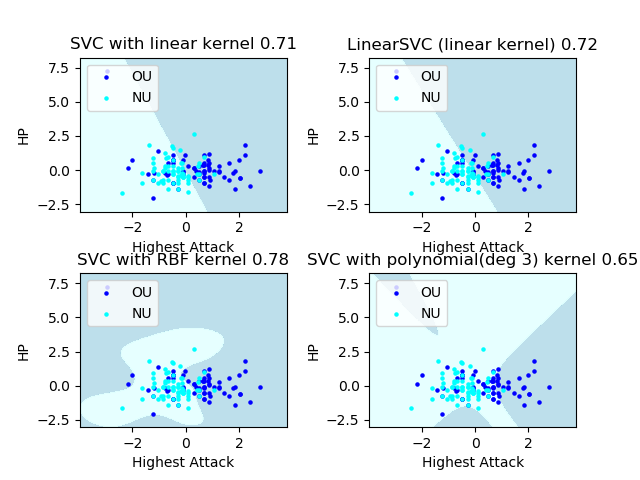 SVC with linear kernel 0.71
LinearSVC (linear kernel) 0.72
HP
7.5
5.0
2.5
0.0
−2.5
OU
NU
−2
0
2
Highest Attack
HP
7.5
5.0
2.5
0.0
−2.5
OU
NU
−2
0
2
Highest Attack
SVC with RBF kernel 0.78
SVC with polynomial(deg 3) kernel 0.65
HP
7.5
5.0
2.5
0.0
−2.5
OU
NU
−2
0
2
Highest Attack
HP
7.5
5.0
2.5
0.0
−2.5
OU
NU
−2
0
2
Highest Attack